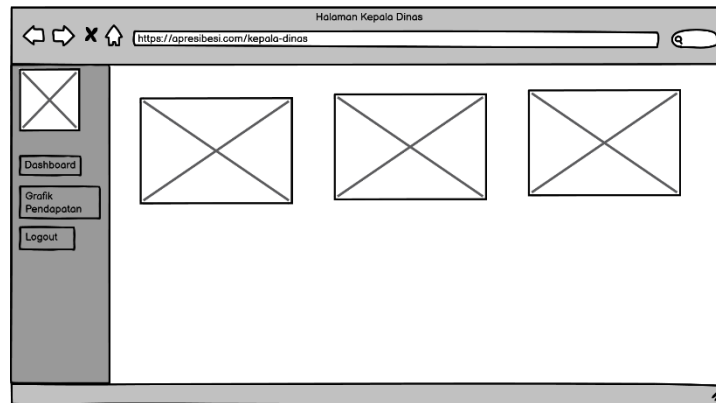 Halaman Kepala Dinas
https://apresibesi.com/kepala-dinas
Dashboard
Grafik
Pendapatan
Logout